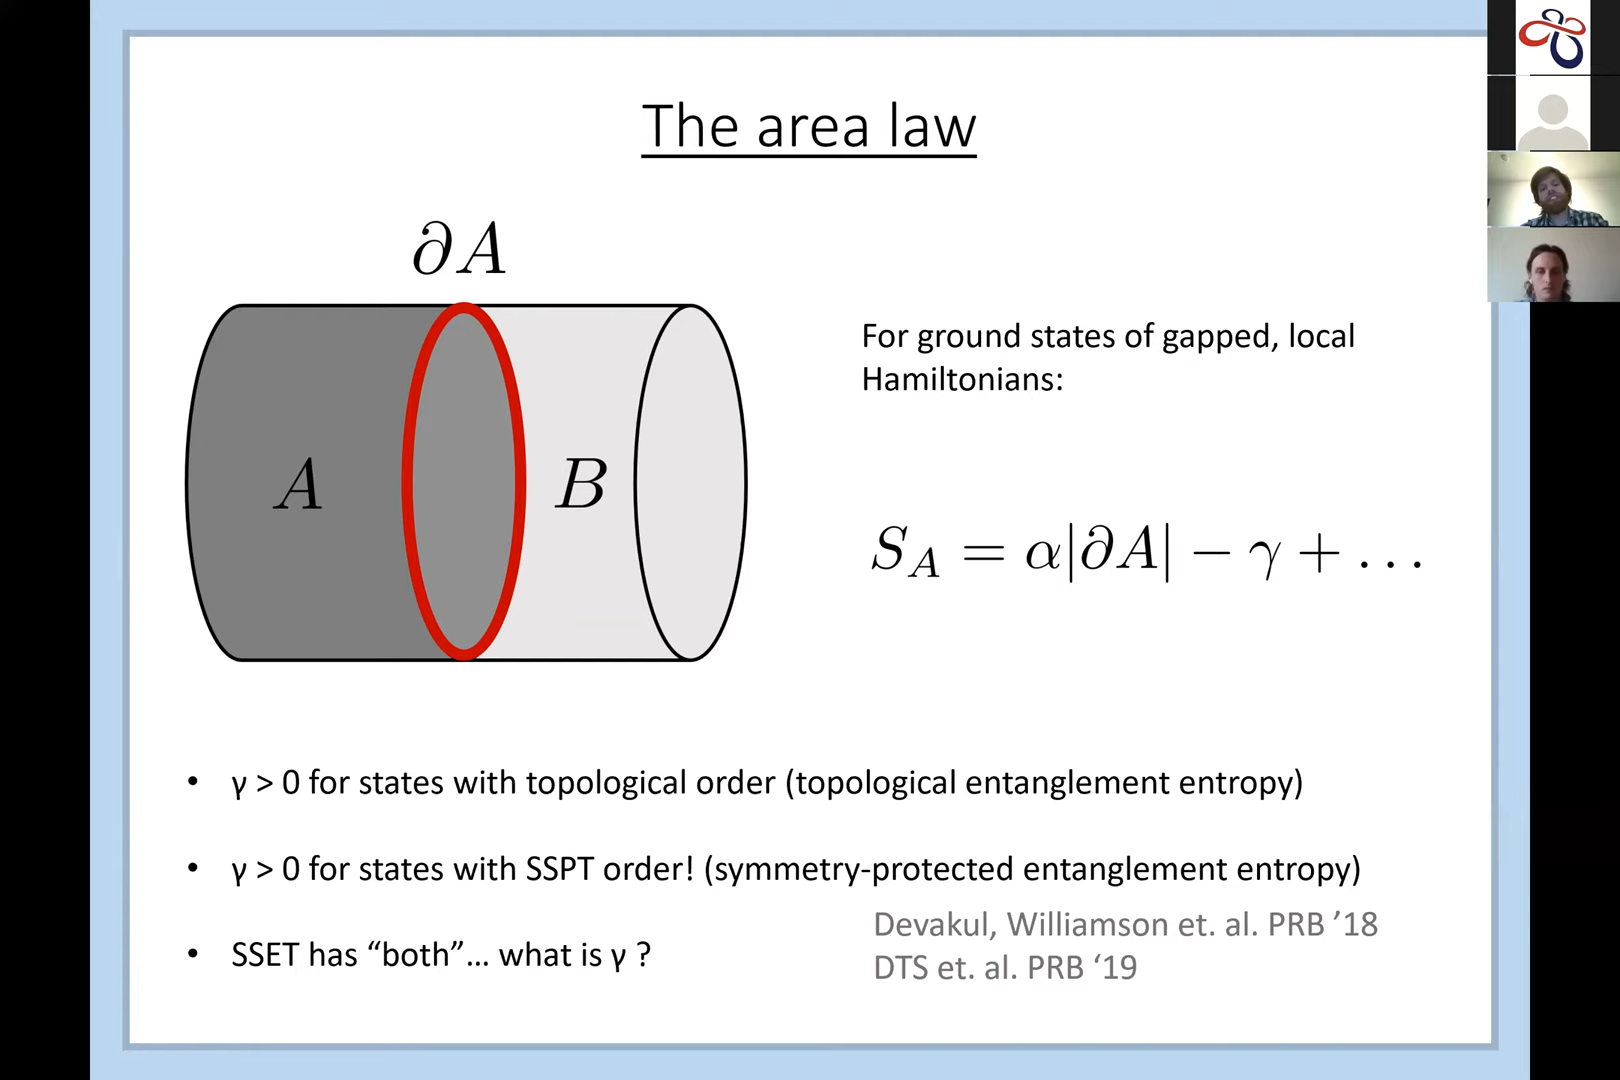 The area law
∂A
A
B
For ground states of gapped, local
Hamiltonians:
S_A = α|∂A| − γ + . . .
• γ > 0 for states with topological order (topological entanglement entropy)
• γ > 0 for states with SSPT order! (symmetry-protected entanglement entropy)
Devakul, Williamson et. al. PRB ’18
DTS et. al. PRB ‘19
• SSET has “both”... what is γ ?